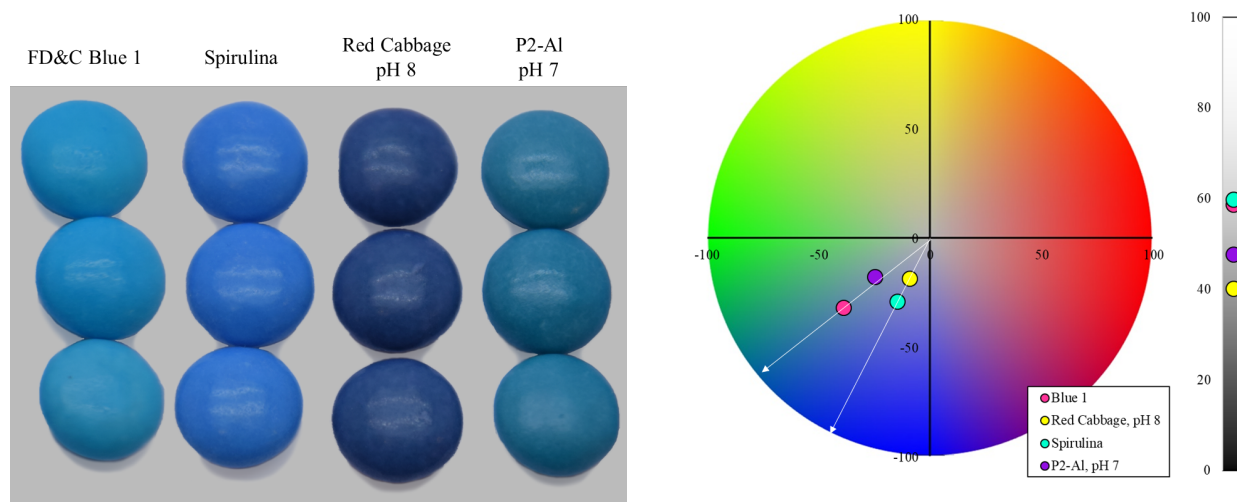 FD&C Blue 1
Spirulina
Red Cabbage
pH 8
P2-Al
pH 7
100
50
0
-50
-100
-100
-50
0
50
100
Blue 1
Red Cabbage, pH 8
Spirulina
P2-Al, pH 7
100
80
60
40
20
0